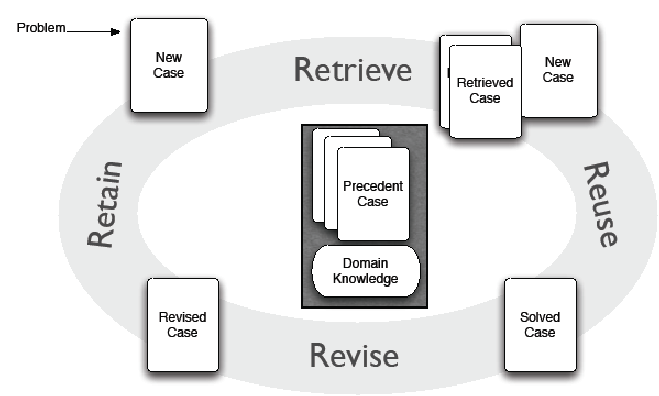 Problem
New
Case
Retrieve
Retrieved
Case
New
Case
Retain
Precedent
Case
Domain
Knowledge
Reuse
Revised
Case
Revise
Solved
Case